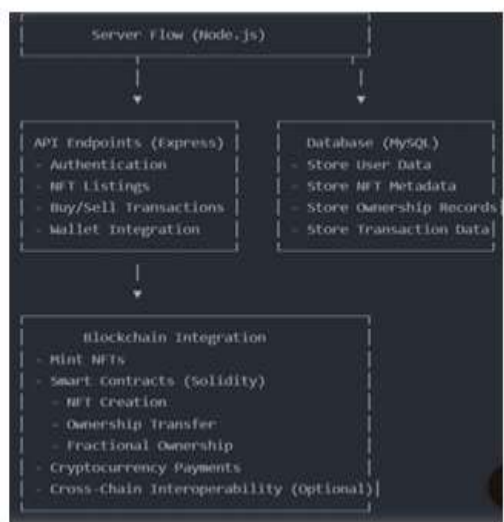 Server Flow (Node.js)
API Endpoints (Express)
- Authentication
- NFT Listings
- Buy/Sell Transactions
- Wallet Integration
Database (MySQL)
- Store User Data
- Store NFT Metadata
- Store Ownership Records
- Store Transaction Data
Blockchain Integration
- Mint NFTs
- Smart Contracts (Solidity)
- NFT Creation
- Ownership Transfer
- Fractional Ownership
- Cryptocurrency Payments
- Cross-Chain Interoperability (Optional)